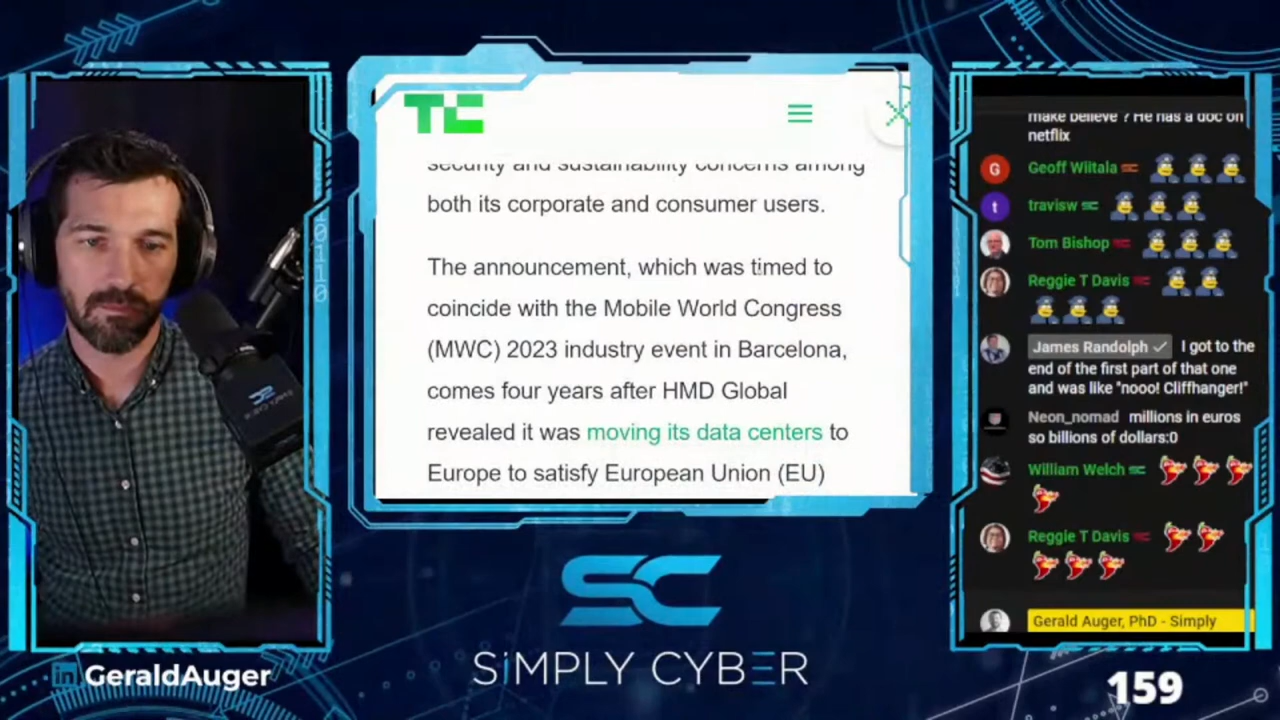 TC
security and sustainability concerns among
both its corporate and consumer users.
The announcement, which was timed to
coincide with the Mobile World Congress
(MWC) 2023 industry event in Barcelona,
comes four years after HMD Global
revealed it was moving its data centers to
Europe to satisfy European Union (EU)
SC
SiMPLY CYBER
in GeraldAuger
make believe ? He has a doc on
netflix
G Geoff Wiitala
t travisw
Tom Bishop
Reggie T Davis
James Randolph I got to the
end of the first part of that one
and was like "nooo! Cliffhanger!"
Neon_nomad millions in euros
so billions of dollars:0
William Welch
Reggie T Davis
Gerald Auger, PhD - Simply
159